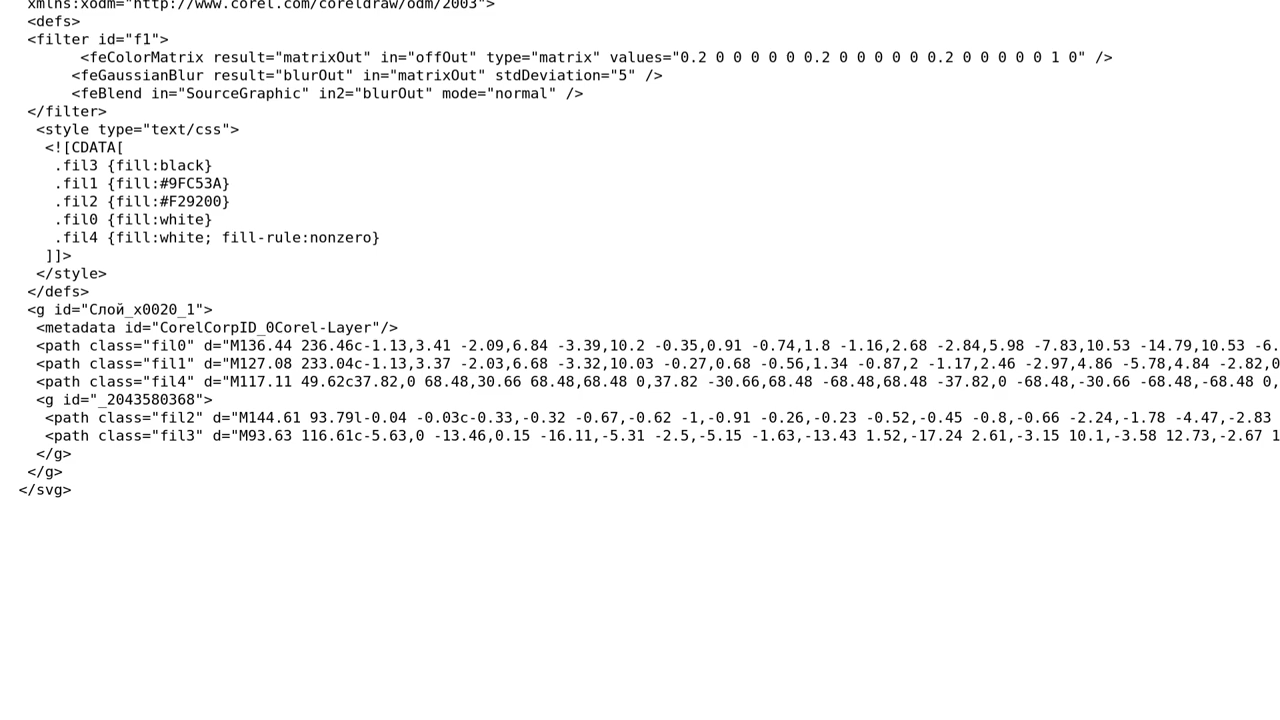 xmlns:xodm="http://www.corel.com/coreldraw/odm/2003">
<defs>
<filter id="f1">
<feColorMatrix result="matrixOut" in="offOut" type="matrix" values="0.2 0 0 0 0 0 0.2 0 0 0 0 0 0.2 0 0 0 0 0 1 0" />
<feGaussianBlur result="blurOut" in="matrixOut" stdDeviation="5" />
<feBlend in="SourceGraphic" in2="blurOut" mode="normal" />
</filter>
<style type="text/css">
<![CDATA[
.fil3 {fill:black}
.fil1 {fill:#9FC53A}
.fil2 {fill:#F29200}
.fil0 {fill:white}
.fil4 {fill:white; fill-rule:nonzero}
]]>
</style>
</defs>
<g id="Слой_x0020_1">
<metadata id="CorelCorpID_0Corel-Layer"/>
<path class="fil0" d="M136.44 236.46c-1.13,3.41 -2.09,6.84 -3.39,10.2 -0.35,0.91 -0.74,1.8 -1.16,2.68 -2.84,5.98 -7.83,10.53 -14.79,10.53 -6.
<path class="fil1" d="M127.08 233.04c-1.13,3.37 -2.03,6.68 -3.32,10.03 -0.27,0.68 -0.56,1.34 -0.87,2 -1.17,2.46 -2.97,4.86 -5.78,4.84 -2.82,0
<path class="fil4" d="M117.11 49.62c37.82,0 68.48,30.66 68.48,68.48 0,37.82 -30.66,68.48 -68.48,68.48 -37.82,0 -68.48,-30.66 -68.48,-68.48 0,
<g id="_2043580368">
<path class="fil2" d="M144.61 93.79l-0.04 -0.03c-0.33,-0.32 -0.67,-0.62 -1,-0.91 -0.26,-0.23 -0.52,-0.45 -0.8,-0.66 -2.24,-1.78 -4.47,-2.83
<path class="fil3" d="M93.63 116.61c-5.63,0 -13.46,0.15 -16.11,-5.31 -2.5,-5.15 -1.63,-13.43 1.52,-17.24 2.61,-3.15 10.1,-3.58 12.73,-2.67 1
</g>
</g>
</svg>